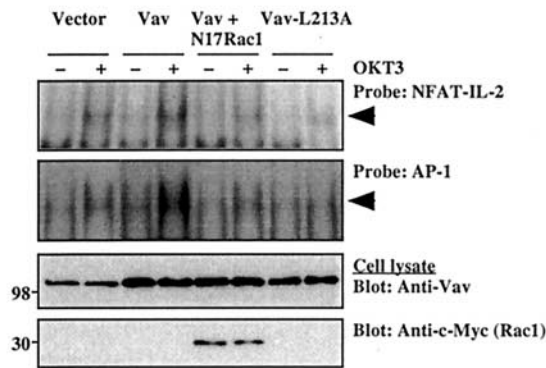 Vector Vav Vav + N17Rac1 Vav-L213A
– + – + – + – + OKT3
Probe: NFAT-IL-2
Probe: AP-1
Cell lysate
98 Blot: Anti-Vav
30 Blot: Anti-c-Myc (Rac1)